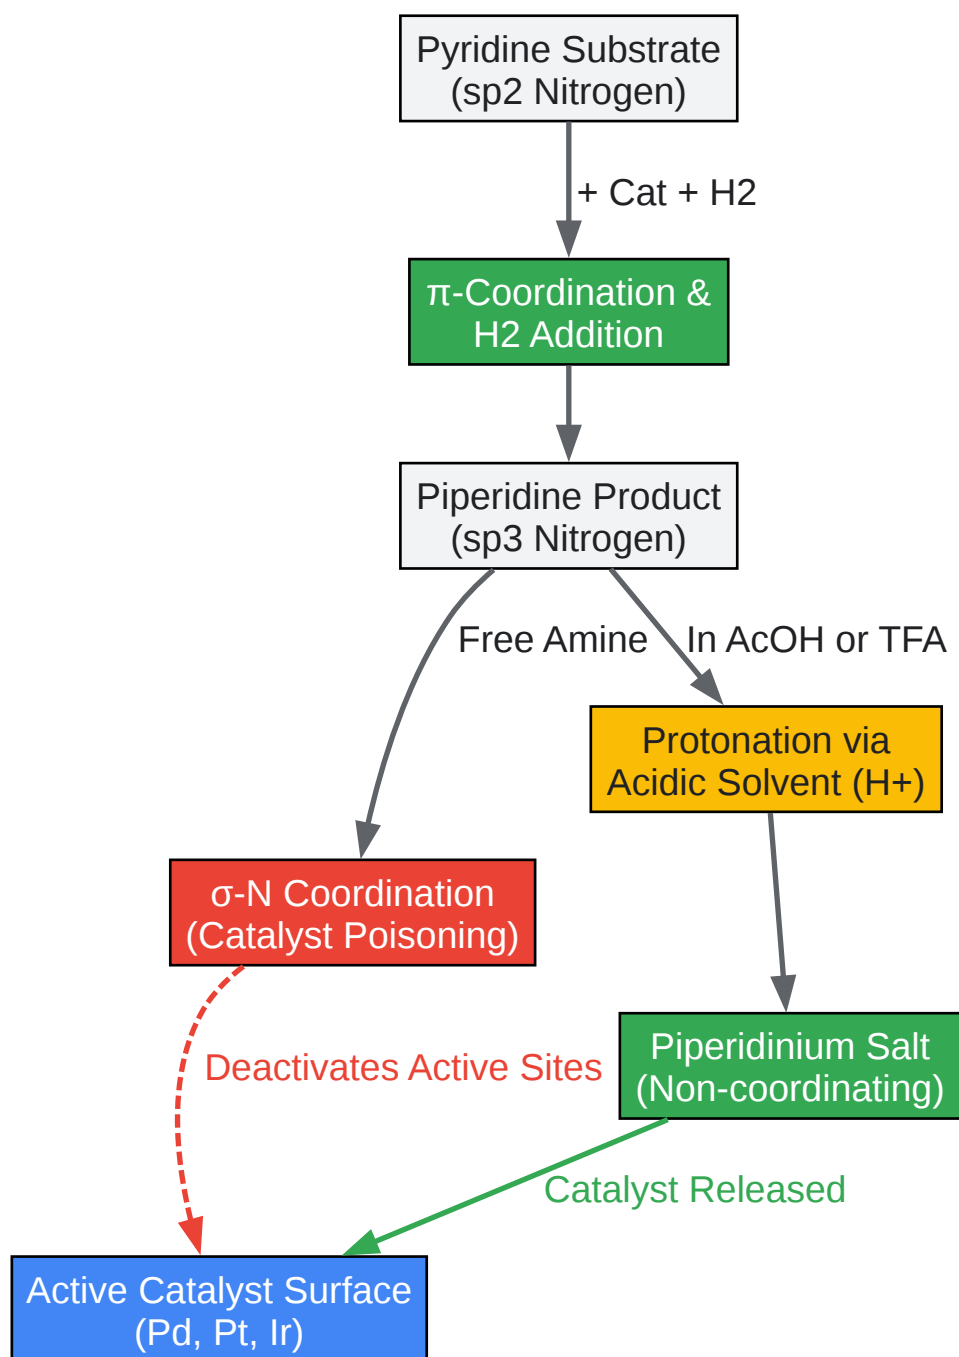 Pyridine Substrate
(sp2 Nitrogen)
+ Cat + H2
π-Coordination &
H2 Addition
Piperidine Product
(sp3 Nitrogen)
Free Amine
In AcOH or TFA
Protonation via
Acidic Solvent (H+)
σ-N Coordination
(Catalyst Poisoning)
Piperidinium Salt
(Non-coordinating)
Deactivates Active Sites
Catalyst Released
Active Catalyst Surface
(Pd, Pt, Ir)